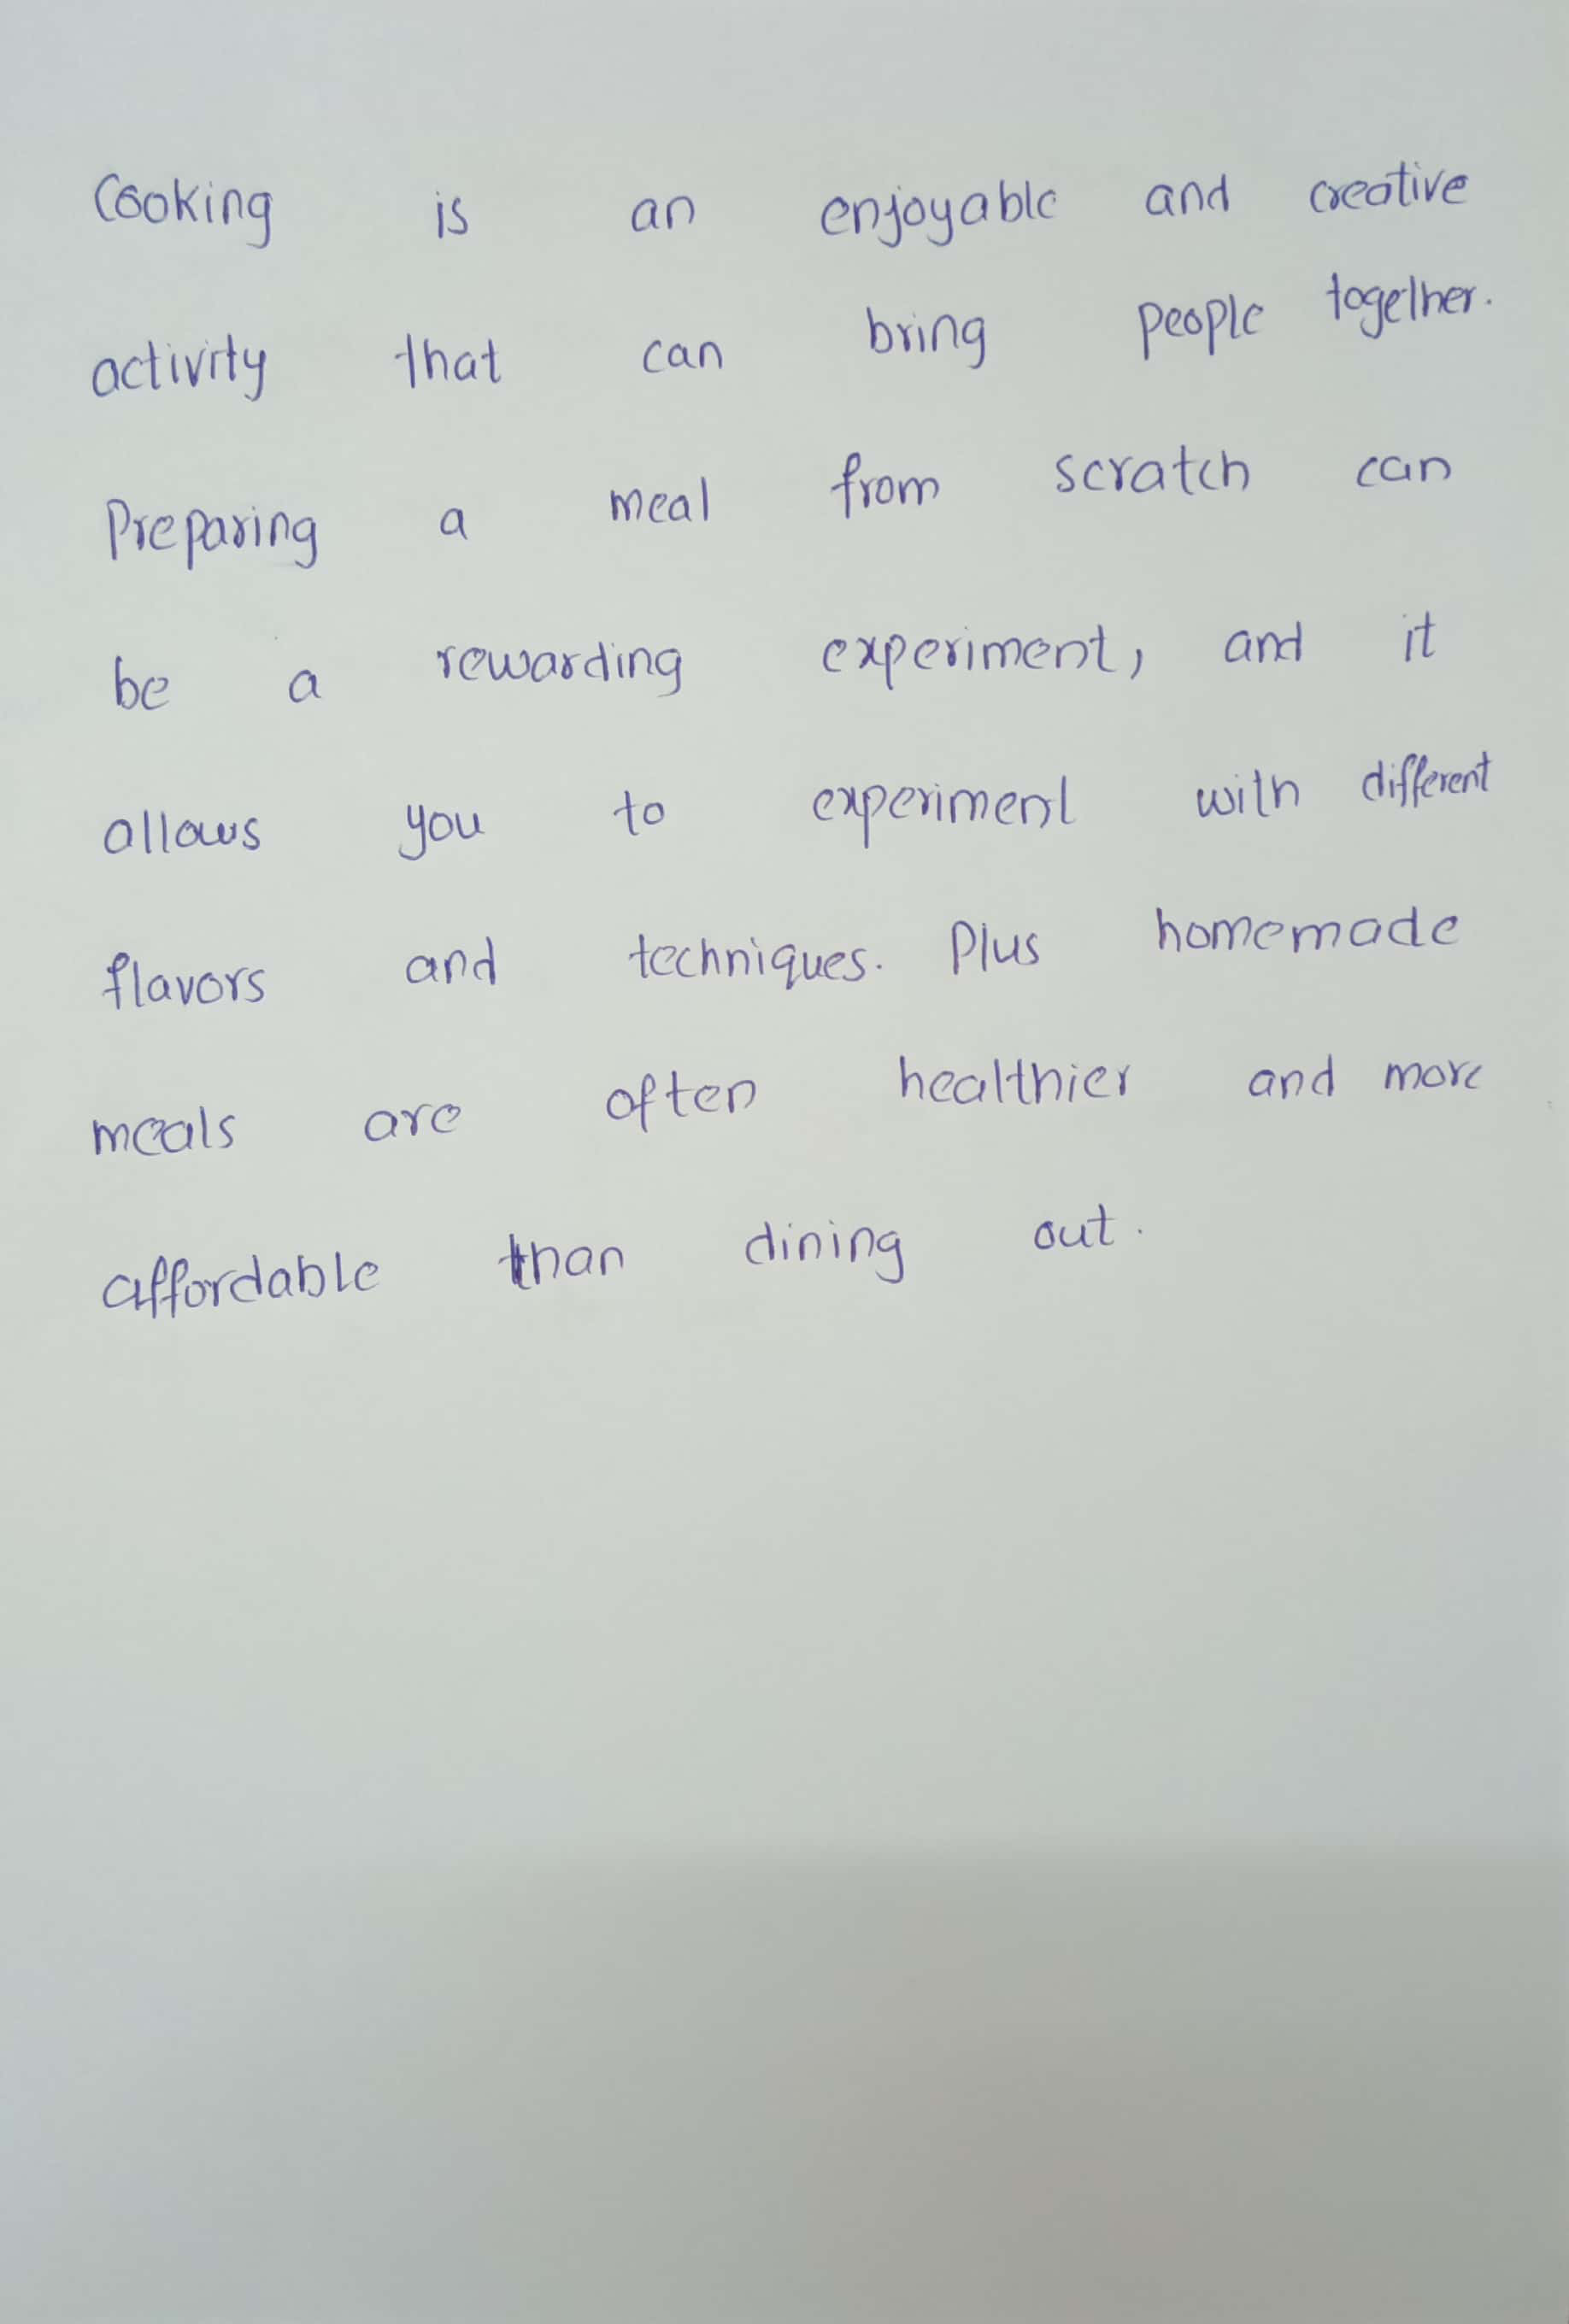 Cooking is an enjoyable and creative
activity that can bring people together.
Preparing a meal from scratch can
be a rewarding experiment, and it
allows you to experiment with different
flavors and techniques. Plus homemade
meals are often healthier and more
affordable than dining out.